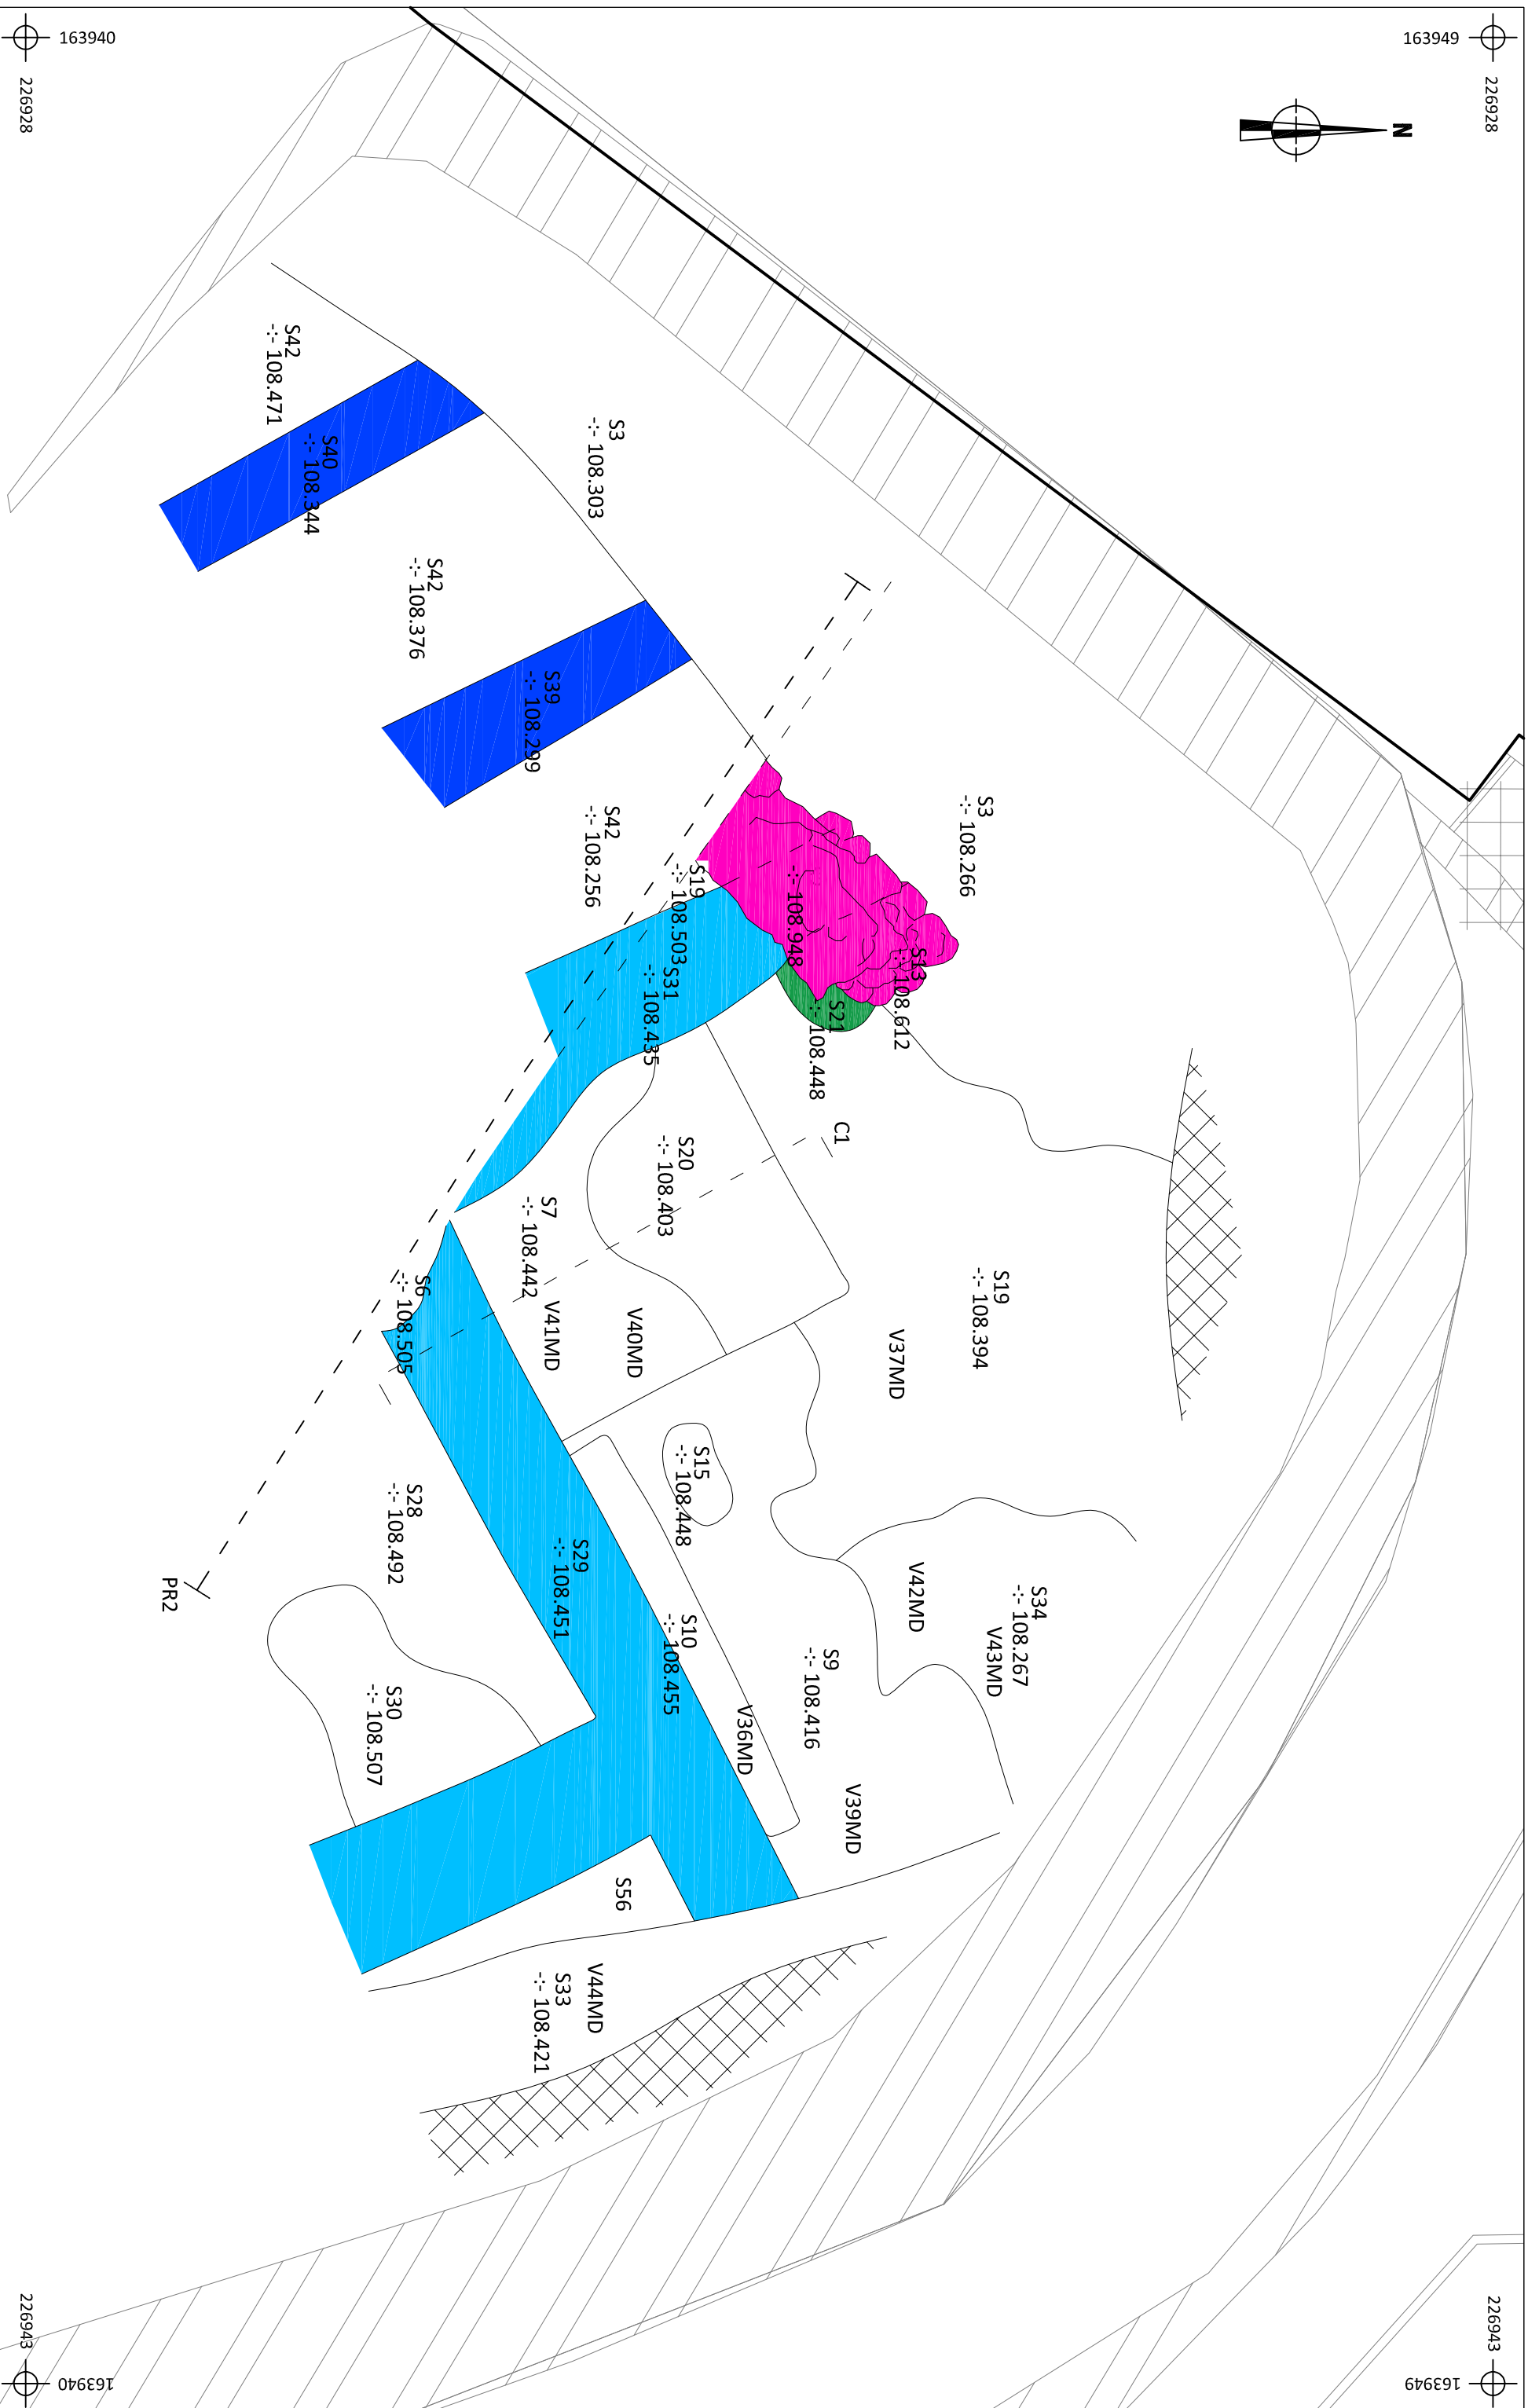 163940
226928
163949
226928
N
S42
-:- 108.471
S40
-:- 108.344
S3
-:- 108.303
S42
-:- 108.376
S39
-:- 108.299
S3
-:- 108.266
S42
-:- 108.256
S19
-:- 108.503
-:- 108.948
S13
-:- 108.612
S31
-:- 108.435
S21
-:- 108.448
C1
S20
-:- 108.403
S7
-:- 108.442
S19
-:- 108.394
S6
-:- 108.505
V41MD
V40MD
V37MD
S15
-:- 108.448
S28
-:- 108.492
S29
-:- 108.451
V42MD
S34
-:- 108.267
V43MD
PR2
S10
-:- 108.455
S9
-:- 108.416
S30
-:- 108.507
V36MD
V39MD
S56
V44MD
S33
-:- 108.421
226943
163940
226943
163949